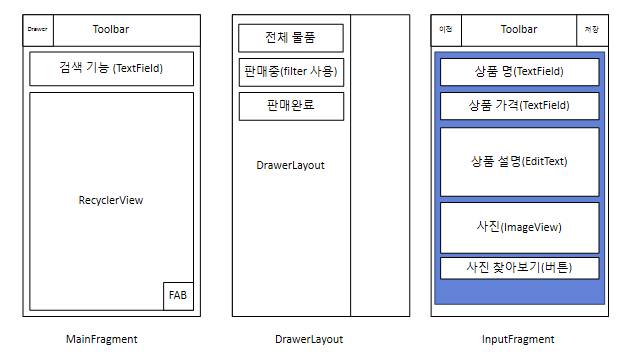 Drawer
Toolbar
검색 기능 (TextField)
RecyclerView
FAB
MainFragment
전체 물품
판매중(filter 사용)
판매완료
DrawerLayout
DrawerLayout
이전
Toolbar
저장
상품 명(TextField)
상품 가격(TextField)
상품 설명(EditText)
사진(ImageView)
사진 찾아보기(버튼)
InputFragment